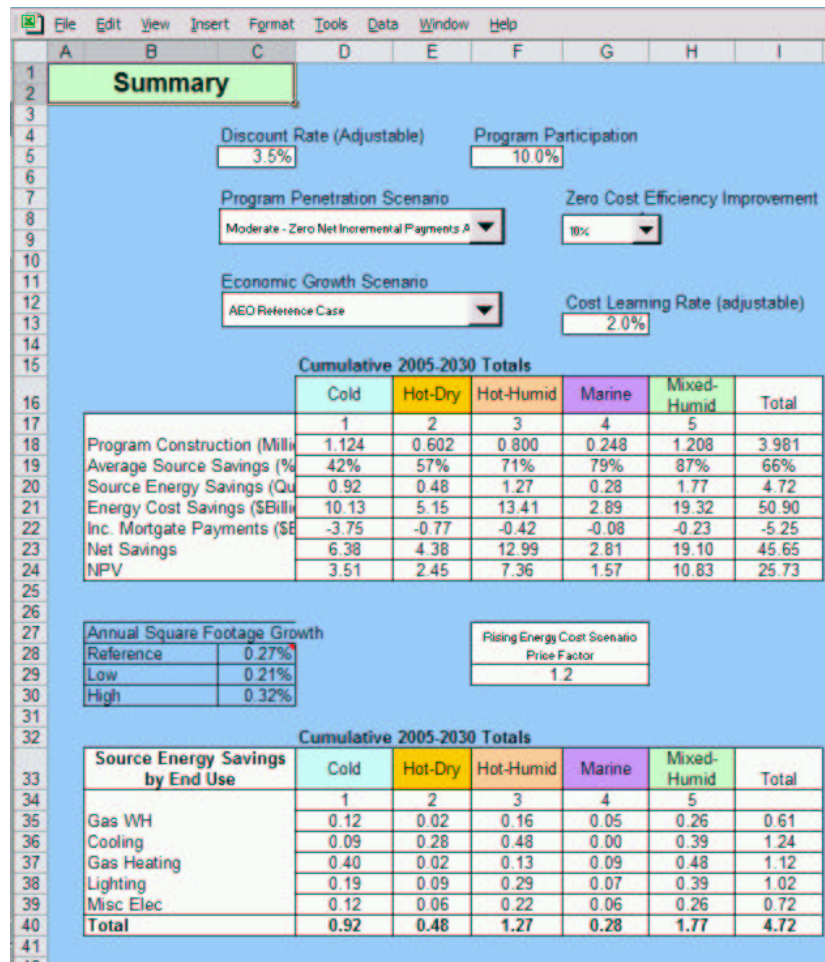 File Edit View Insert Format Tools Data Window Help
A B C D E F G H I
1
Summary
2
3
4 Discount Rate (Adjustable) Program Participation
5 3.5% 10.0%
6
7 Program Penetration Scenario Zero Cost Efficiency Improvement
8 Moderate - Zero Net Incremental Payments A 10%
9
10
11 Economic Growth Scenario
12 AEO Reference Case Cost Learning Rate (adjustable)
13 2.0%
14
15 Cumulative 2005-2030 Totals
16 Cold Hot-Dry Hot-Humid Marine Mixed-Humid Total
17 1 2 3 4 5
18 Program Construction (Milli 1.124 0.602 0.800 0.248 1.208 3.981
19 Average Source Savings (% 42% 57% 71% 79% 87% 66%
20 Source Energy Savings (Qu 0.92 0.48 1.27 0.28 1.77 4.72
21 Energy Cost Savings ($Billi 10.13 5.15 13.41 2.89 19.32 50.90
22 Inc. Mortgate Payments ($B -3.75 -0.77 -0.42 -0.08 -0.23 -5.25
23 Net Savings 6.38 4.38 12.99 2.81 19.10 45.65
24 NPV 3.51 2.45 7.36 1.57 10.83 25.73
25
26
27 Annual Square Footage Growth Rising Energy Cost Scenario
28 Reference 0.27% Price Factor
29 Low 0.21% 1.2
30 High 0.32%
31
32 Cumulative 2005-2030 Totals
33 Source Energy Savings by End Use Cold Hot-Dry Hot-Humid Marine Mixed-Humid Total
34 1 2 3 4 5
35 Gas WH 0.12 0.02 0.16 0.05 0.26 0.61
36 Cooling 0.09 0.28 0.48 0.00 0.39 1.24
37 Gas Heating 0.40 0.02 0.13 0.09 0.48 1.12
38 Lighting 0.19 0.09 0.29 0.07 0.39 1.02
39 Misc Elec 0.12 0.06 0.22 0.06 0.26 0.72
40 Total 0.92 0.48 1.27 0.28 1.77 4.72
41